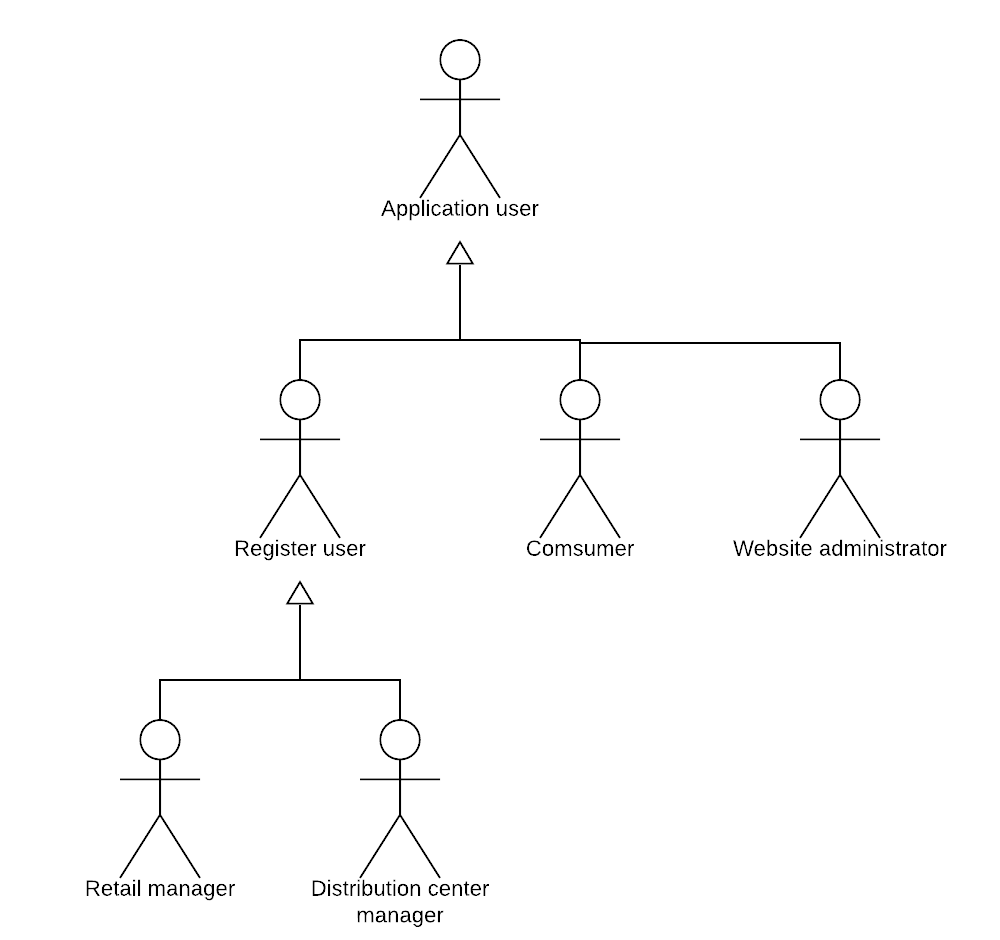 Application user
Register user
Comsumer
Website administrator
Retail manager
Distribution center
manager